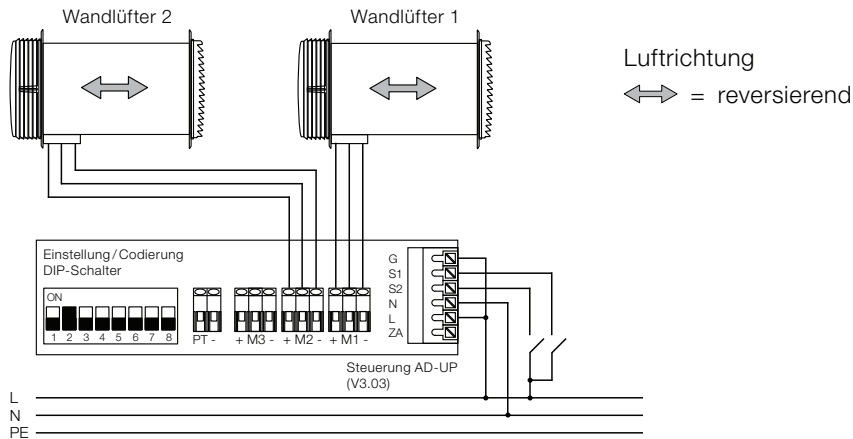 Wandlüfter 2
Wandlüfter 1
Luftrichtung
= reversierend
Einstellung/Codierung
DIP-Schalter
ON
1 2 3 4 5 6 7 8
PT -
+ M3 -
+ M2 -
+ M1 -
G
S1
S2
N
L
ZA
Steuerung AD-UP
(V3.03)
L
N
PE